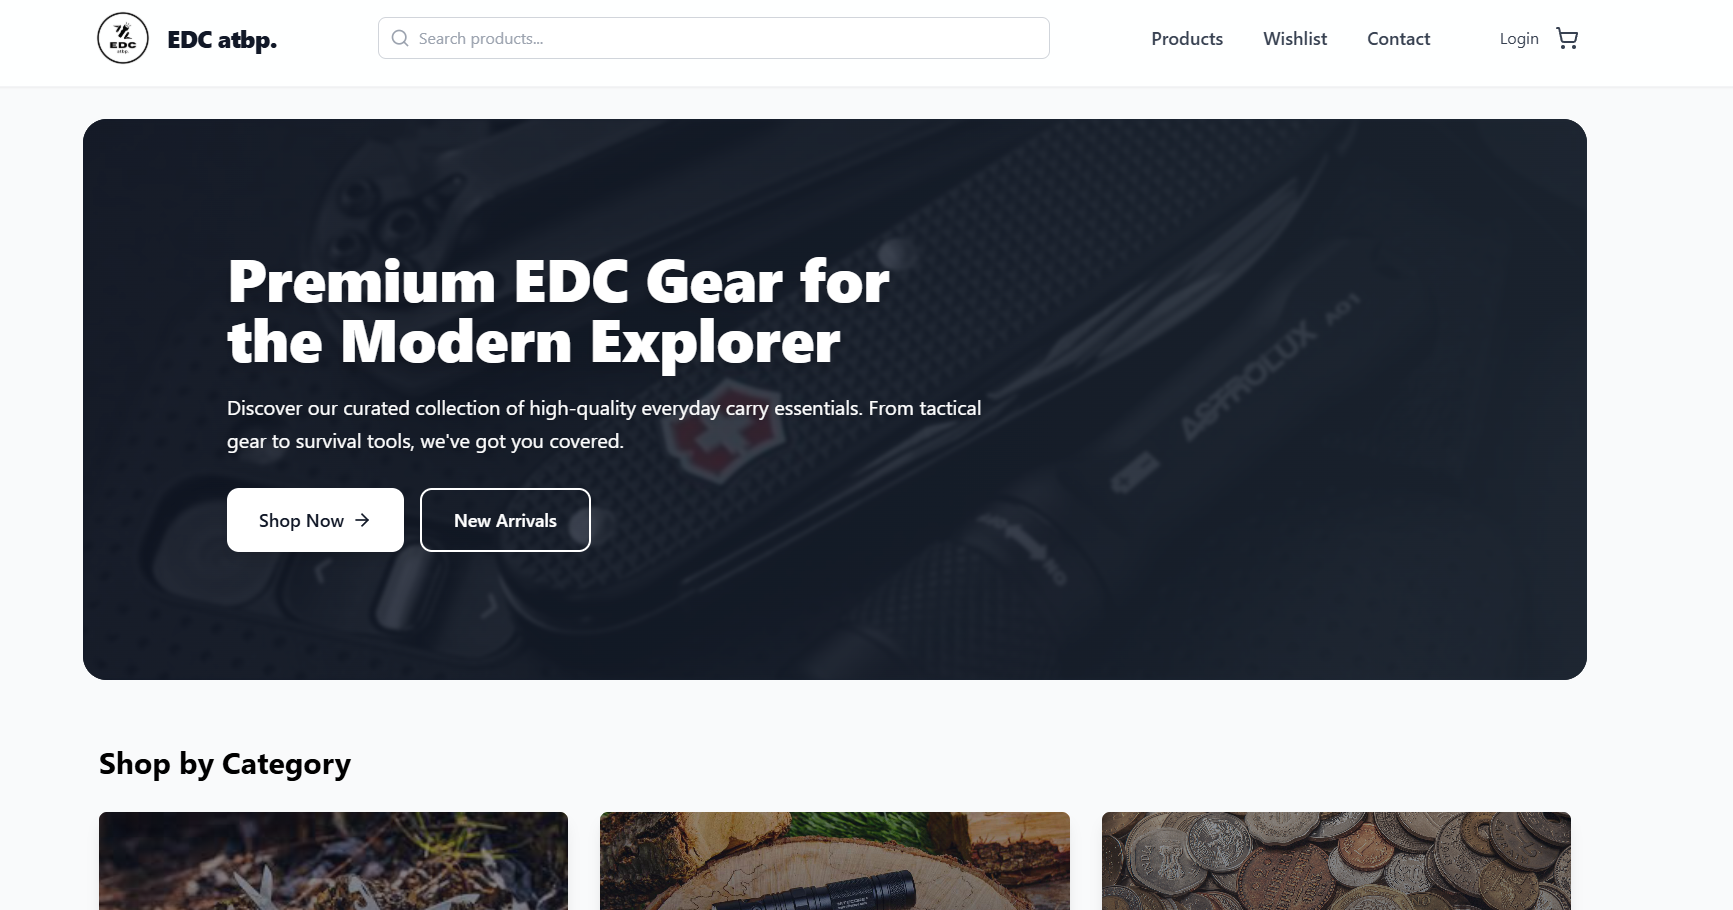 EDC
atbp.
EDC atbp.
Search products...
Products
Wishlist
Contact
Login
Premium EDC Gear for
the Modern Explorer
Discover our curated collection of high-quality everyday carry essentials. From tactical
gear to survival tools, we've got you covered.
Shop Now
New Arrivals
ASTROLUX A01
NO
Shop by Category